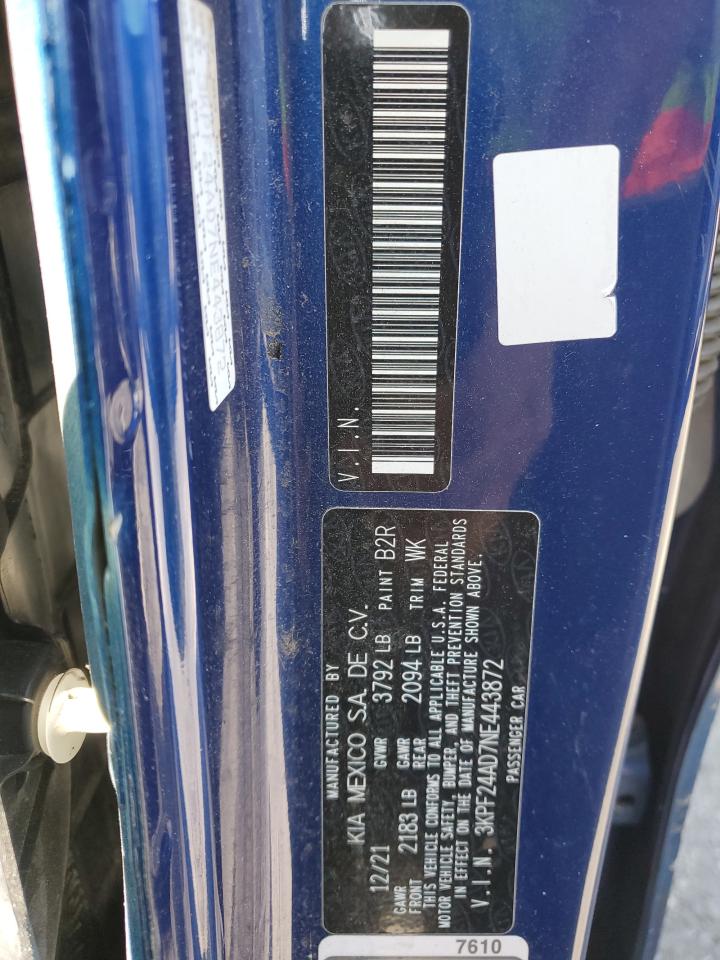 V.I.N.
MANUFACTURED BY
KIA MEXICO S.A. DE C.V.
12/21 GVWR 3792 LB PAINT B2R
GAWR FRONT 2183 LB GAWR REAR 2094 LB TRIM WK
THIS VEHICLE CONFORMS TO ALL APPLICABLE U.S.A. FEDERAL
MOTOR VEHICLE SAFETY, BUMPER, AND THEFT PREVENTION STANDARDS
IN EFFECT ON THE DATE OF MANUFACTURE SHOWN ABOVE.
V.I.N. 3KPF24AD7NE443872
PASSENGER CAR
7610